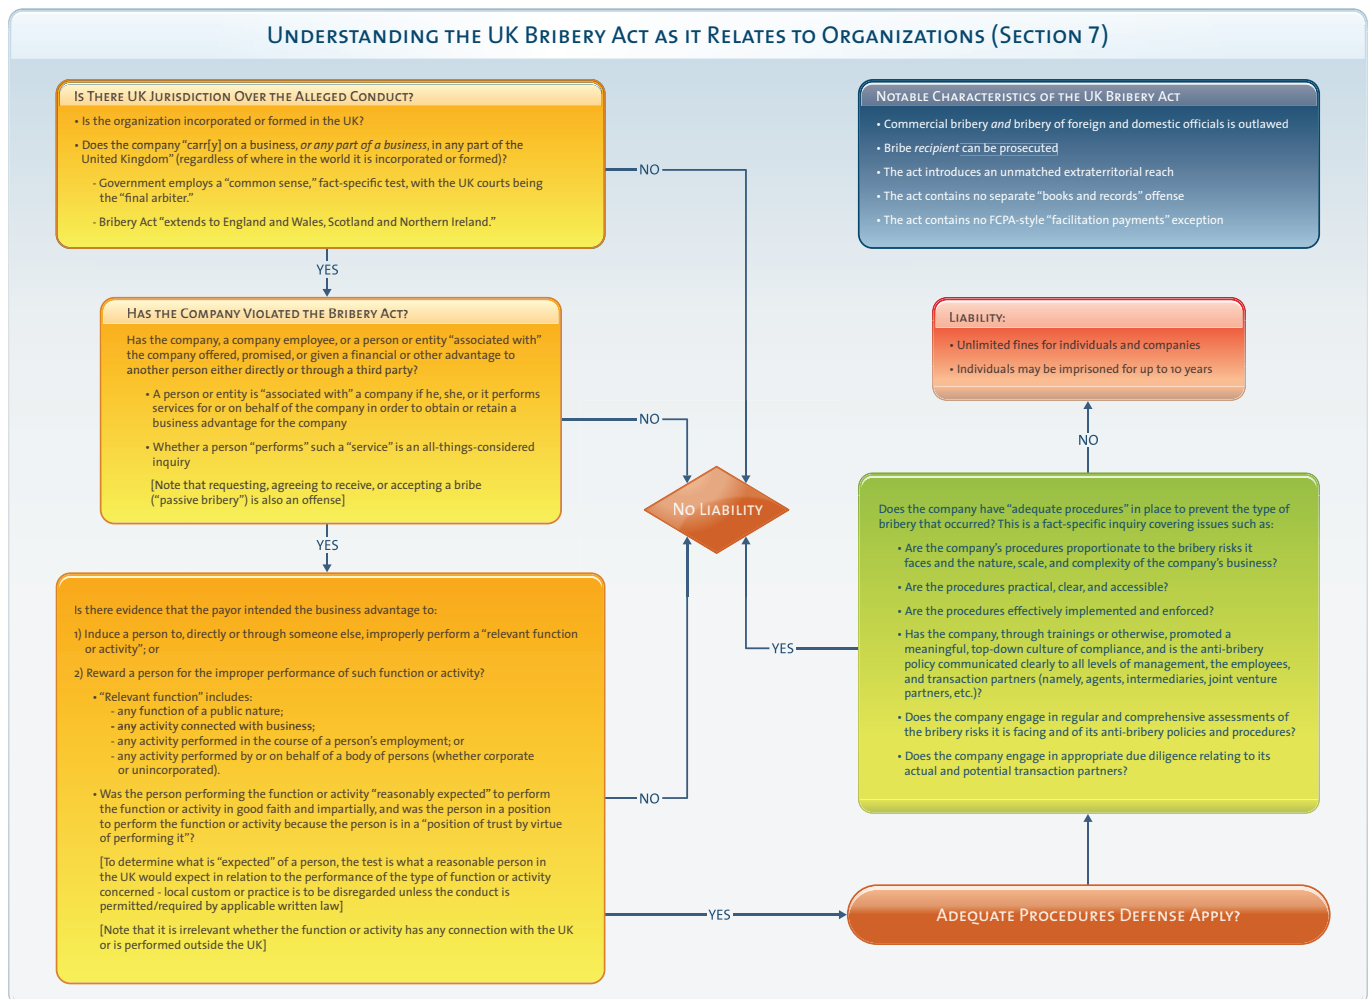 Understanding the UK Bribery Act as it Relates to Organizations (Section 7)
Is There UK Jurisdiction Over the Alleged Conduct?
• Is the organization incorporated or formed in the UK?
• Does the company “carr[y] on a business, or any part of a business, in any part of the
United Kingdom” (regardless of where in the world it is incorporated or formed)?
- Government employs a “common sense,” fact-specific test, with the UK courts being
the “final arbiter.”
- Bribery Act “extends to England and Wales, Scotland and Northern Ireland.”
NO
YES
Notable Characteristics of the UK Bribery Act
• Commercial bribery and bribery of foreign and domestic officials is outlawed
• Bribe recipient can be prosecuted
• The act introduces an unmatched extraterritorial reach
• The act contains no separate “books and records” offense
• The act contains no FCPA-style “facilitation payments” exception
Has the Company Violated the Bribery Act?
Has the company, a company employee, or a person or entity “associated with”
the company offered, promised, or given a financial or other advantage to
another person either directly or through a third party?
• A person or entity is “associated with” a company if he, she, or it performs
services for or on behalf of the company in order to obtain or retain a
business advantage for the company
• Whether a person “performs” such a “service” is an all-things-considered
inquiry
[Note that requesting, agreeing to receive, or accepting a bribe
(“passive bribery”) is also an offense]
NO
YES
No Liability
Liability:
• Unlimited fines for individuals and companies
• Individuals may be imprisoned for up to 10 years
NO
Is there evidence that the payor intended the business advantage to:
1) Induce a person to, directly or through someone else, improperly perform a “relevant function
or activity”; or
2) Reward a person for the improper performance of such function or activity?
• “Relevant function” includes:
- any function of a public nature;
- any activity connected with business;
- any activity performed in the course of a person’s employment; or
- any activity performed by or on behalf of a body of persons (whether corporate
or unincorporated).
• Was the person performing the function or activity “reasonably expected” to perform
the function or activity in good faith and impartially, and was the person in a position
to perform the function or activity because the person is in a “position of trust by virtue
of performing it”?
[To determine what is “expected” of a person, the test is what a reasonable person in
the UK would expect in relation to the performance of the type of function or activity
concerned - local custom or practice is to be disregarded unless the conduct is
permitted/required by applicable written law]
[Note that it is irrelevant whether the function or activity has any connection with the UK
or is performed outside the UK]
NO
YES
Does the company have “adequate procedures” in place to prevent the type of
bribery that occurred? This is a fact-specific inquiry covering issues such as:
• Are the company’s procedures proportionate to the bribery risks it
faces and the nature, scale, and complexity of the company’s business?
• Are the procedures practical, clear, and accessible?
• Are the procedures effectively implemented and enforced?
• Has the company, through trainings or otherwise, promoted a
meaningful, top-down culture of compliance, and is the anti-bribery
policy communicated clearly to all levels of management, the employees,
and transaction partners (namely, agents, intermediaries, joint venture
partners, etc.)?
• Does the company engage in regular and comprehensive assessments of
the bribery risks it is facing and of its anti-bribery policies and procedures?
• Does the company engage in appropriate due diligence relating to its
actual and potential transaction partners?
YES
Adequate Procedures Defense Apply?